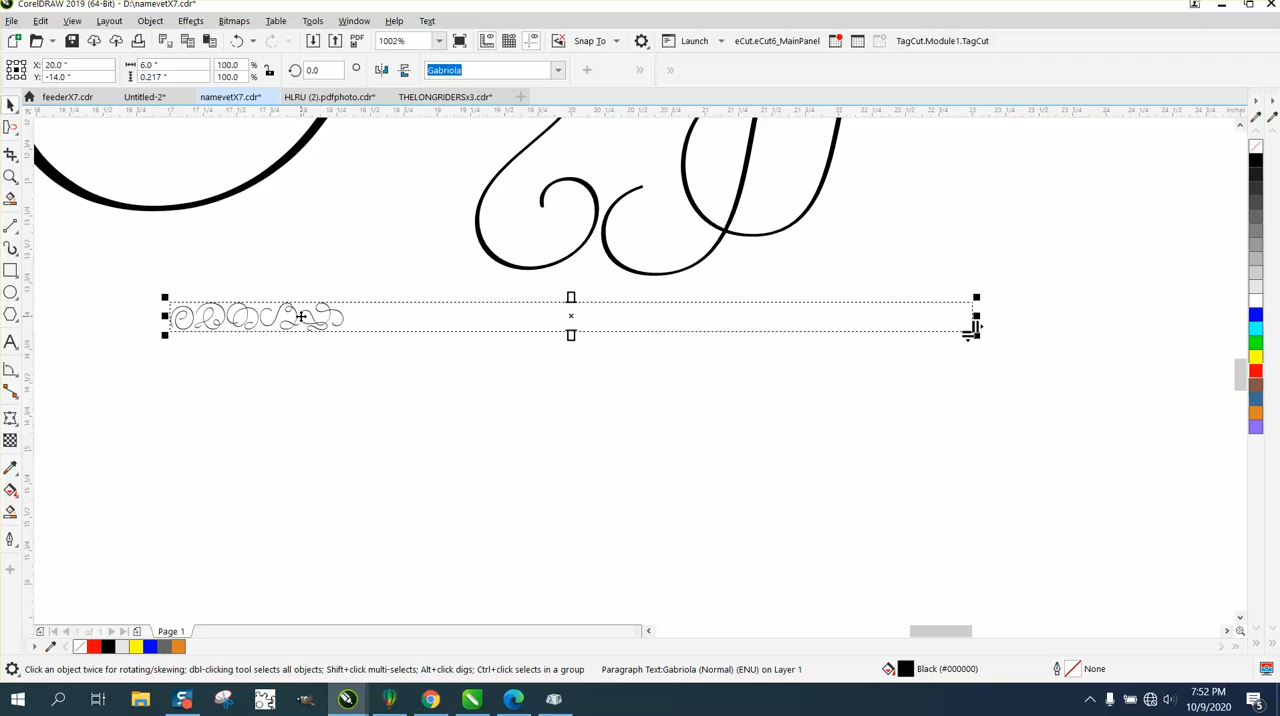 CorelDRAW 2019 (64-Bit) - D:\namevetX7.cdr*
File Edit View Layout Object Effects Bitmaps Table Tools Window Help Text
PDF 1002% Snap To Launch eCut.eCut6_MainPanel TagCut.Module1.TagCut
X: 20.0 " 6.0 " 100.0 % 0.0 Gabriola
Y: -14.0 " 0.217 " 100.0 %
feederX7.cdr Untitled-2* namevetX7.cdr* HLRU (2).pdfphoto.cdr* THELONGRIDERSx3.cdr*
inches
1 of 1 Page 1
Click an object twice for rotating/skewing; dbl-clicking tool selects all objects; Shift+click multi-selects; Alt+click digs; Ctrl+click selects in a group Paragraph Text:Gabriola (Normal) (ENU) on Layer 1 Black (#000000) None
7:52 PM
10/9/2020
5